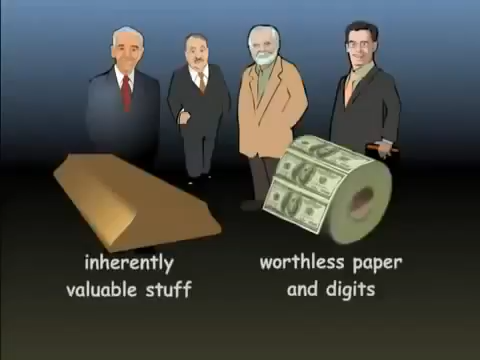 inherently
valuable stuff
worthless paper
and digits